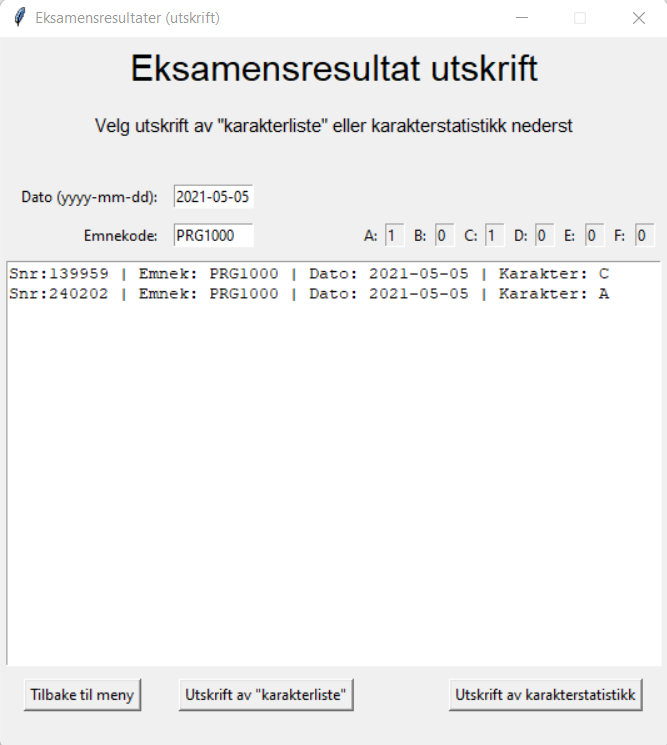 Eksamensresultater (utskrift)
Eksamensresultat utskrift
Velg utskrift av "karakterliste" eller karakterstatistikk nederst
Dato (yyyy-mm-dd): 2021-05-05
Emnekode: PRG1000 A: 1 B: 0 C: 1 D: 0 E: 0 F: 0
Snr:139959 | Emnek: PRG1000 | Dato: 2021-05-05 | Karakter: C
Snr:240202 | Emnek: PRG1000 | Dato: 2021-05-05 | Karakter: A
Tilbake til meny Utskrift av "karakterliste" Utskrift av karakterstatistikk